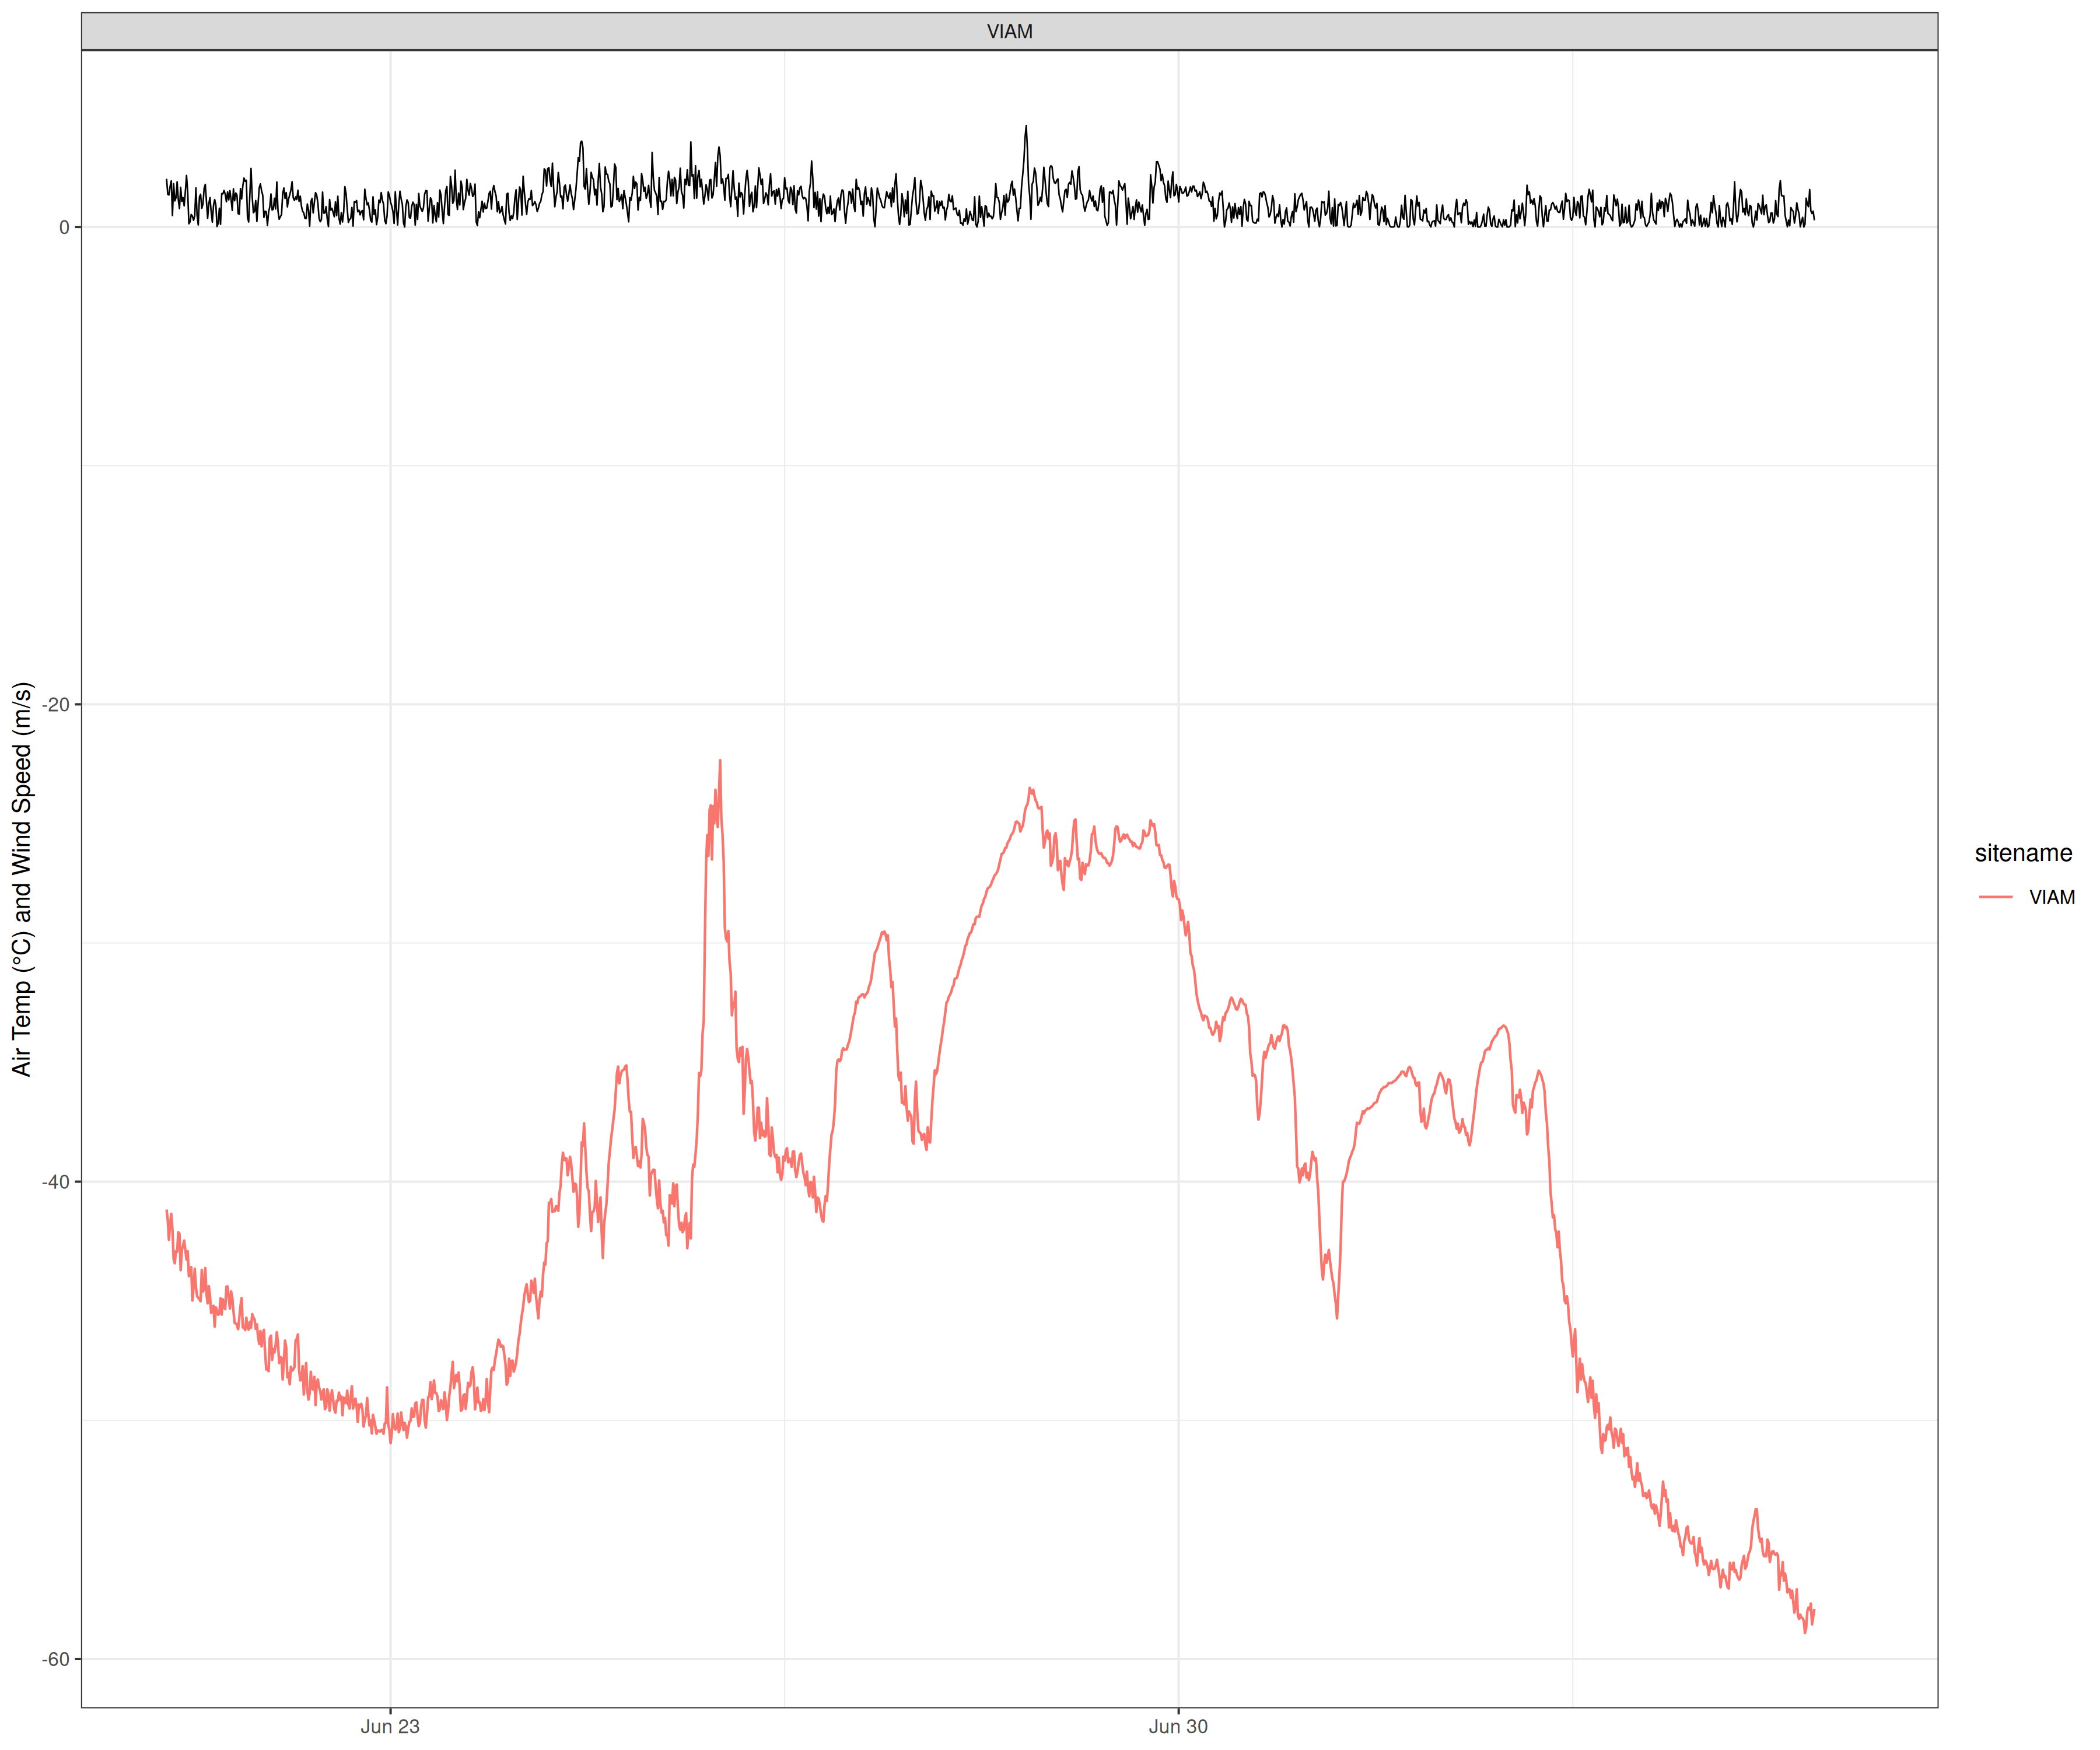 VIAM
Air Temp (°C) and Wind Speed (m/s)
0
-20
-40
-60
Jun 23
Jun 30
sitename
VIAM